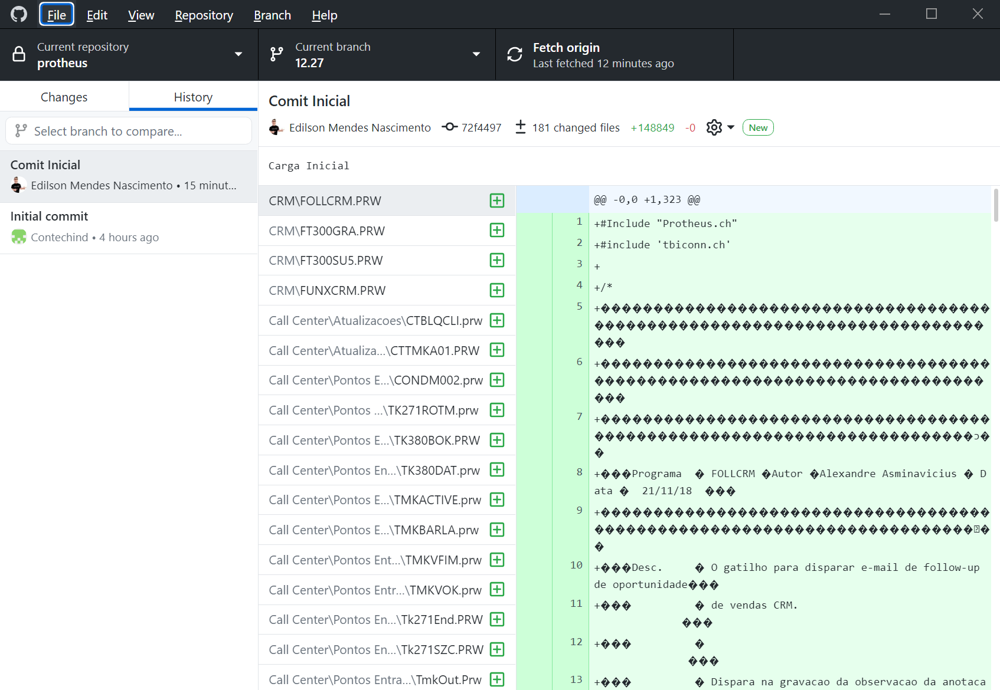 File Edit View Repository Branch Help
Current repository
protheus
Current branch
12.27
Fetch origin
Last fetched 12 minutes ago
Changes
History
Select branch to compare...
Comit Inicial
Edilson Mendes Nascimento • 15 minut...
Initial commit
Contechind • 4 hours ago
Comit Inicial
Edilson Mendes Nascimento 72f4497 181 changed files +148849 -0 New
Carga Inicial
CRM\FOLLCRM.PRW
CRM\FT300GRA.PRW
CRM\FT300SU5.PRW
CRM\FUNXCRM.PRW
Call Center\Atualizacoes\CTBLQCLI.prw
Call Center\Atualiza...\CTTMKA01.PRW
Call Center\Pontos E...\CONDM002.prw
Call Center\Pontos ...\TK271ROTM.prw
Call Center\Pontos E...\TK380BOK.PRW
Call Center\Pontos En...\TK380DAT.prw
Call Center\Pontos E...\TMKACTIVE.prw
Call Center\Pontos E...\TMKBARLA.prw
Call Center\Pontos Ent...\TMKVFIM.prw
Call Center\Pontos Entr...\TMKVOK.prw
Call Center\Pontos En...\Tk271End.PRW
Call Center\Pontos En...\Tk271SZC.PRW
Call Center\Pontos Entra...\TmkOut.Prw
@@ -0,0 +1,323 @@
1 +#Include "Protheus.ch"
2 +#include 'tbiconn.ch'
3 +
4 +/*
5 +
6 +
7 +
8 +���Programa � FOLLCRM �Autor �Alexandre Asminavicius � D
ata � 21/11/18 ���
9 +
10 +���Desc. � O gatilho para disparar e-mail de follow-up
de oportunidade���
11 +��� � de vendas CRM.
���
12 +��� �
���
13 +��� � Dispara na gravacao da observacao da anotaca